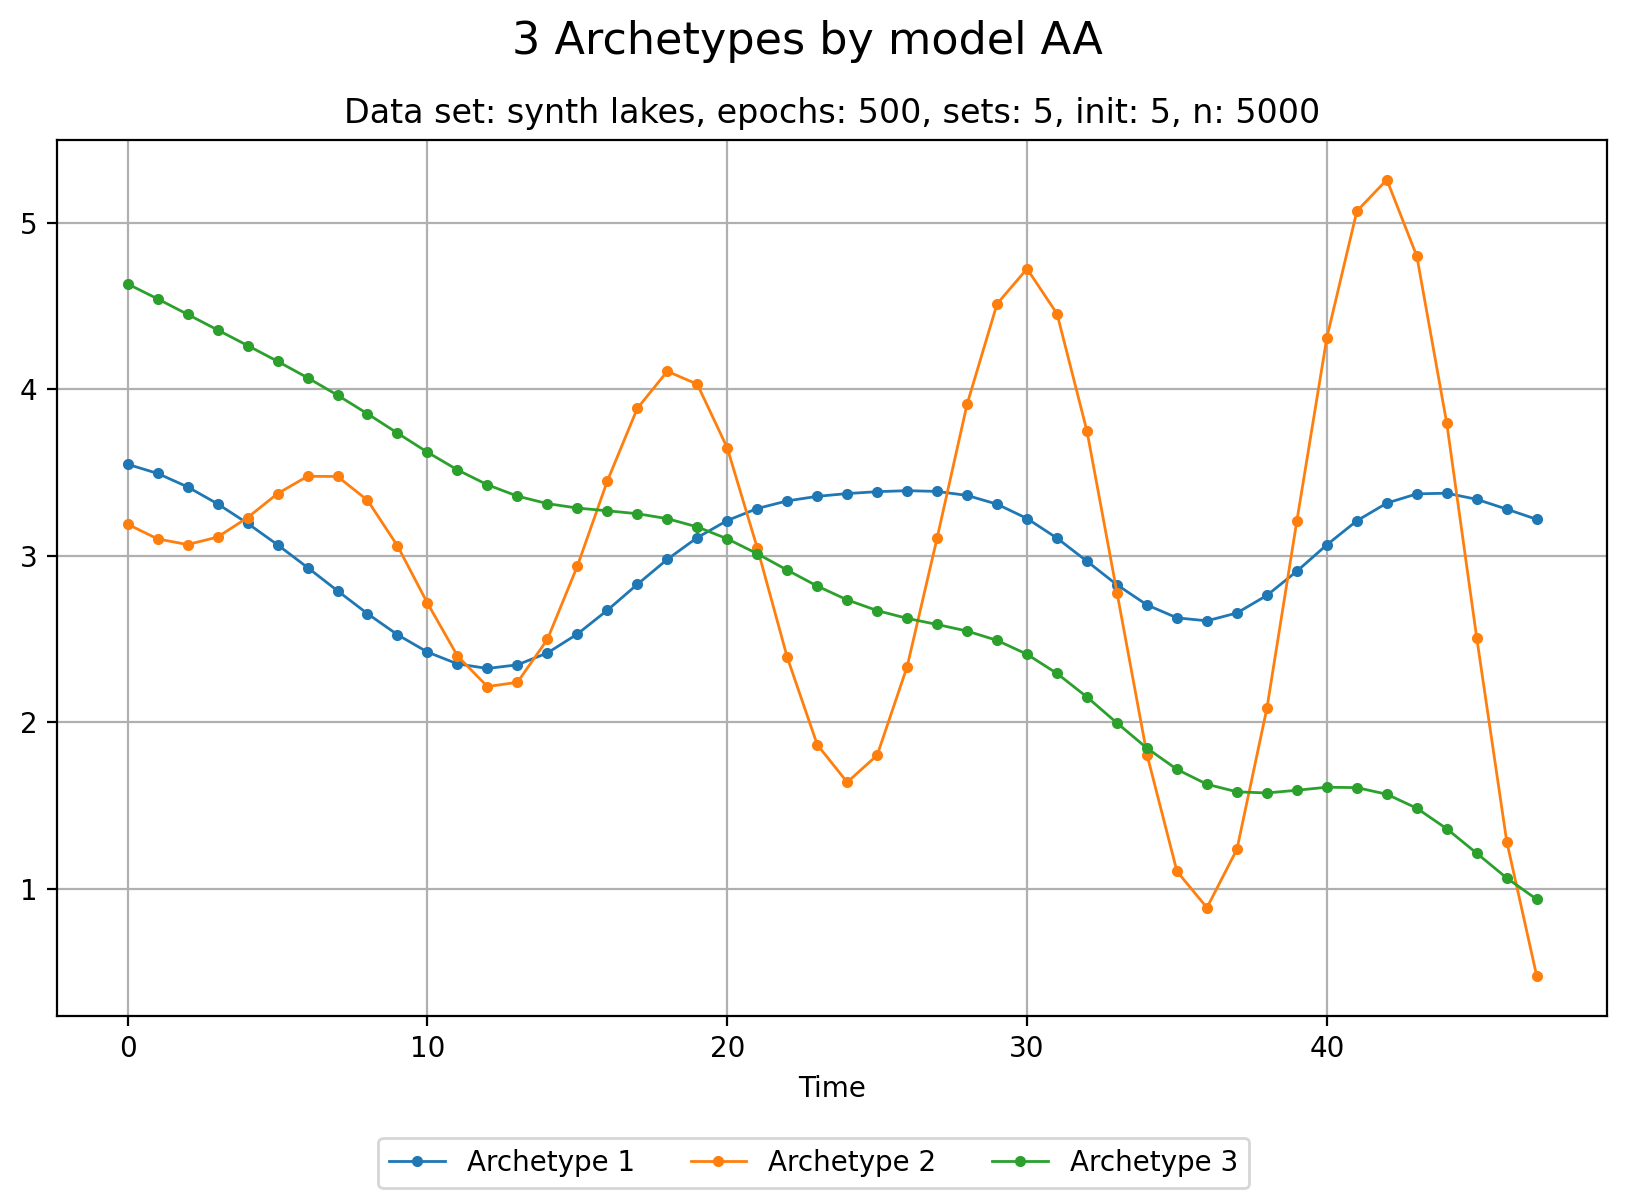 3 Archetypes by model AA
Data set: synth lakes, epochs: 500, sets: 5, init: 5, n: 5000
5
4
3
2
1
0 10 20 30 40
Time
Archetype 1 Archetype 2 Archetype 3